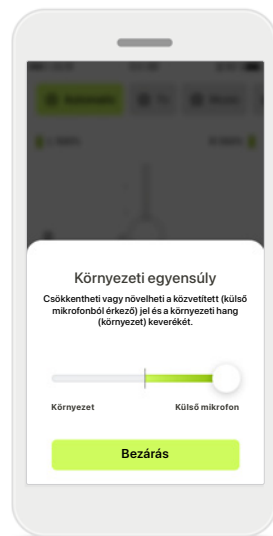 Környezeti egyensúly
Csökkentheti vagy növelheti a közvetített (külső
mikrofonból érkező) jel és a környezeti hang
(környezet) keverékét.
Környezet Külső mikrofon
Bezárás